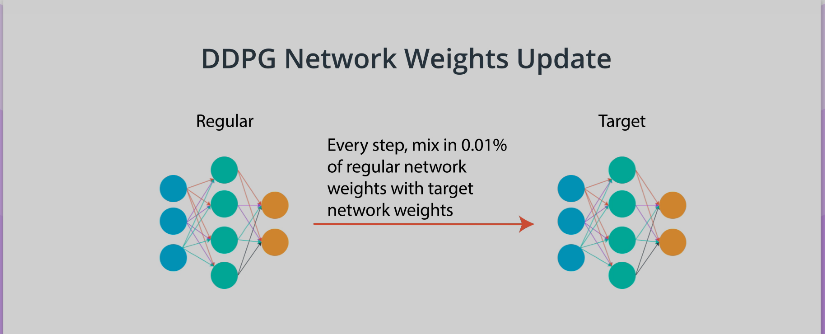 DDPG Network Weights Update
Regular
Target
Every step, mix in 0.01%
of regular network
weights with target
network weights